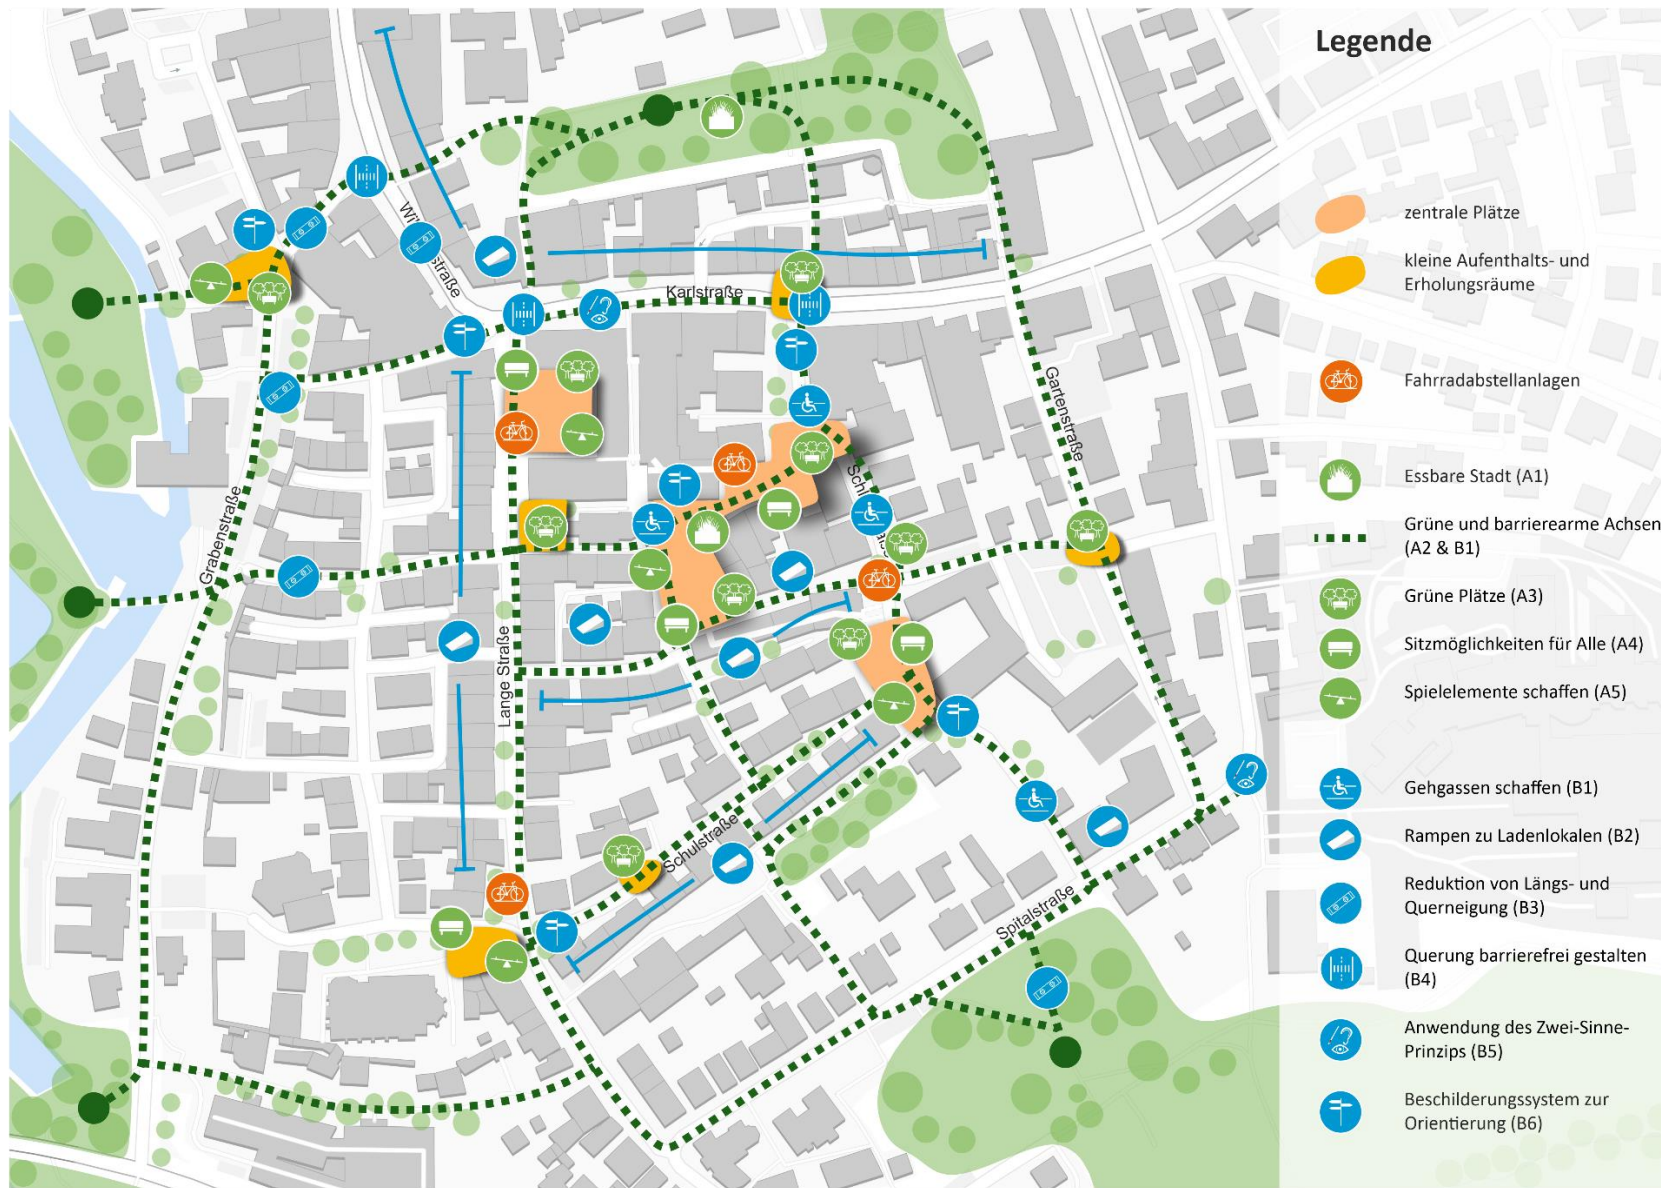 Legende
zentrale Plätze
kleine Aufenthalts- und
Erholungsräume
Fahrradabstellanlagen
Essbare Stadt (A1)
Grüne und barrierearme Achsen
(A2 & B1)
Grüne Plätze (A3)
Sitzmöglichkeiten für Alle (A4)
Spielelemente schaffen (A5)
Gehgassen schaffen (B1)
Rampen zu Ladenlokalen (B2)
Reduktion von Längs- und
Querneigung (B3)
Querung barrierefrei gestalten
(B4)
Anwendung des Zwei-Sinne-
Prinzips (B5)
Beschilderungssystem zur
Orientierung (B6)
Karlstraße
Gartenstraße
Grabenstraße
Lange Straße
Schulstraße
Spitalstraße